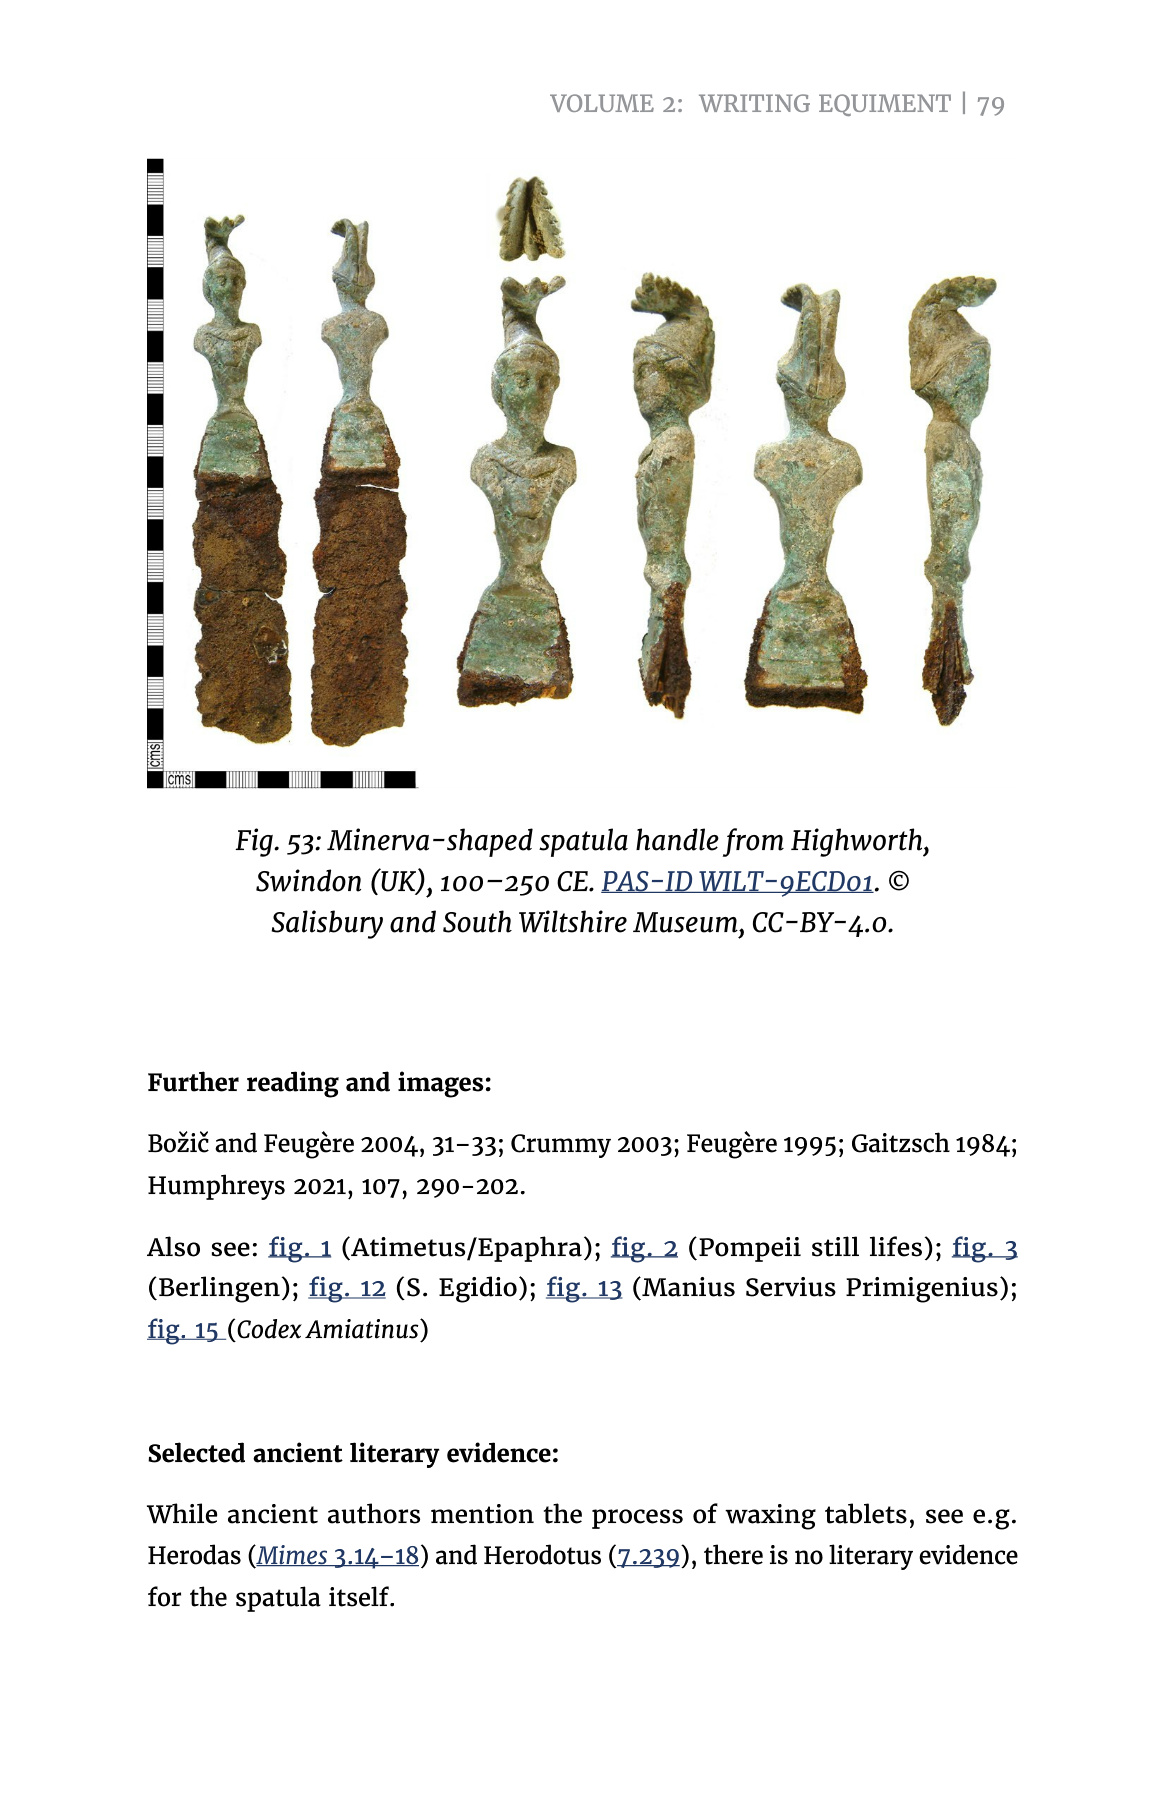 VOLUME 2: WRITING EQUIMENT | 79
cms
cms
Fig. 53: Minerva-shaped spatula handle from Highworth,
Swindon (UK), 100–250 CE. PAS-ID WILT-9ECD01. ©
Salisbury and South Wiltshire Museum, CC-BY-4.0.
Further reading and images:
Božič and Feugère 2004, 31–33; Crummy 2003; Feugère 1995; Gaitzsch 1984;
Humphreys 2021, 107, 290-202.
Also see: fig. 1 (Atimetus/Epaphra); fig. 2 (Pompeii still lifes); fig. 3
(Berlingen); fig. 12 (S. Egidio); fig. 13 (Manius Servius Primigenius);
fig. 15 (Codex Amiatinus)
Selected ancient literary evidence:
While ancient authors mention the process of waxing tablets, see e.g.
Herodas (Mimes 3.14–18) and Herodotus (7.239), there is no literary evidence
for the spatula itself.